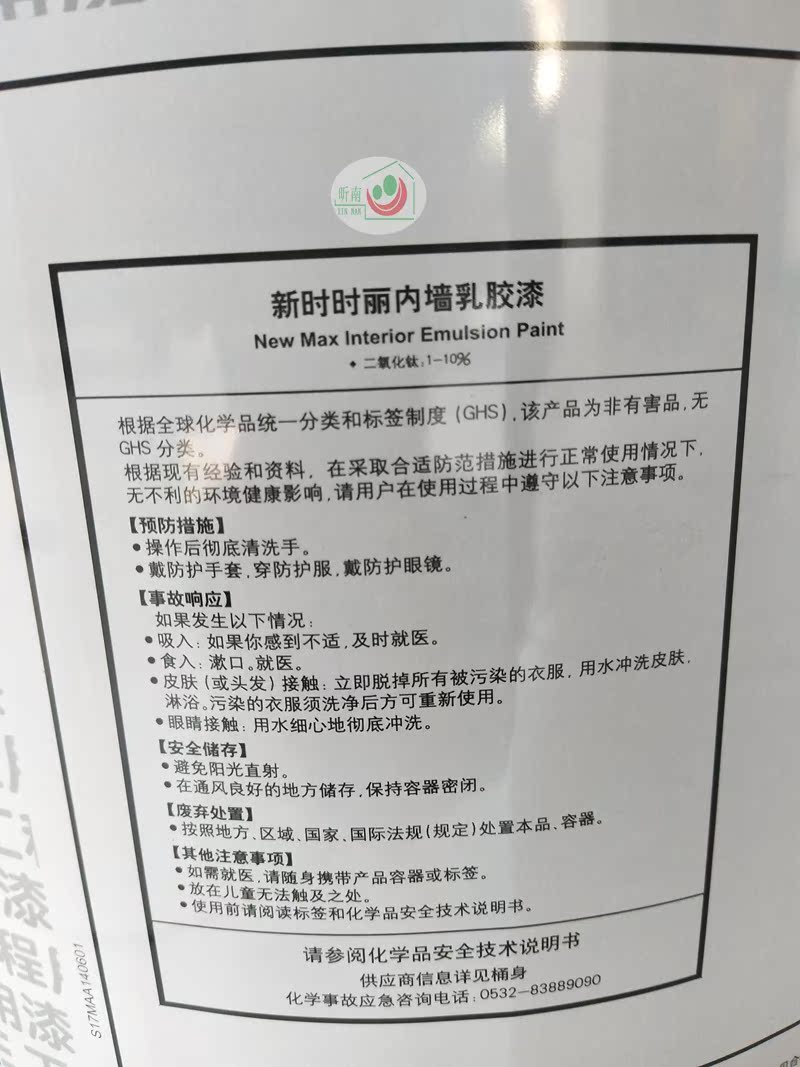 昕南
XIN NAN
新时时丽内墙乳胶漆
New Max Interior Emulsion Paint
◆ 二氧化钛:1-10%
根据全球化学品统一分类和标签制度(GHS),该产品为非有害品,无
GHS 分类。
根据现有经验和资料,在采取合适防范措施进行正常使用情况下,
无不利的环境健康影响,请用户在使用过程中遵守以下注意事项。
【预防措施】
•操作后彻底清洗手。
•戴防护手套,穿防护服,戴防护眼镜。
【事故响应】
如果发生以下情况:
•吸入:如果你感到不适,及时就医。
•食入:漱口。就医。
•皮肤(或头发)接触:立即脱掉所有被污染的衣服,用水冲洗皮肤,
淋浴。污染的衣服须洗净后方可重新使用。
•眼睛接触:用水细心地彻底冲洗。
【安全储存】
•避免阳光直射。
•在通风良好的地方储存,保持容器密闭。
【废弃处置】
•按照地方、区域、国家、国际法规(规定)处置本品、容器。
【其他注意事项】
•如需就医,请随身携带产品容器或标签。
•放在儿童无法触及之处。
•使用前请阅读标签和化学品安全技术说明书。
请参阅化学品安全技术说明书
供应商信息详见桶身
化学事故应急咨询电话:0532-83889090
S17MAA140601
漆
程
漆